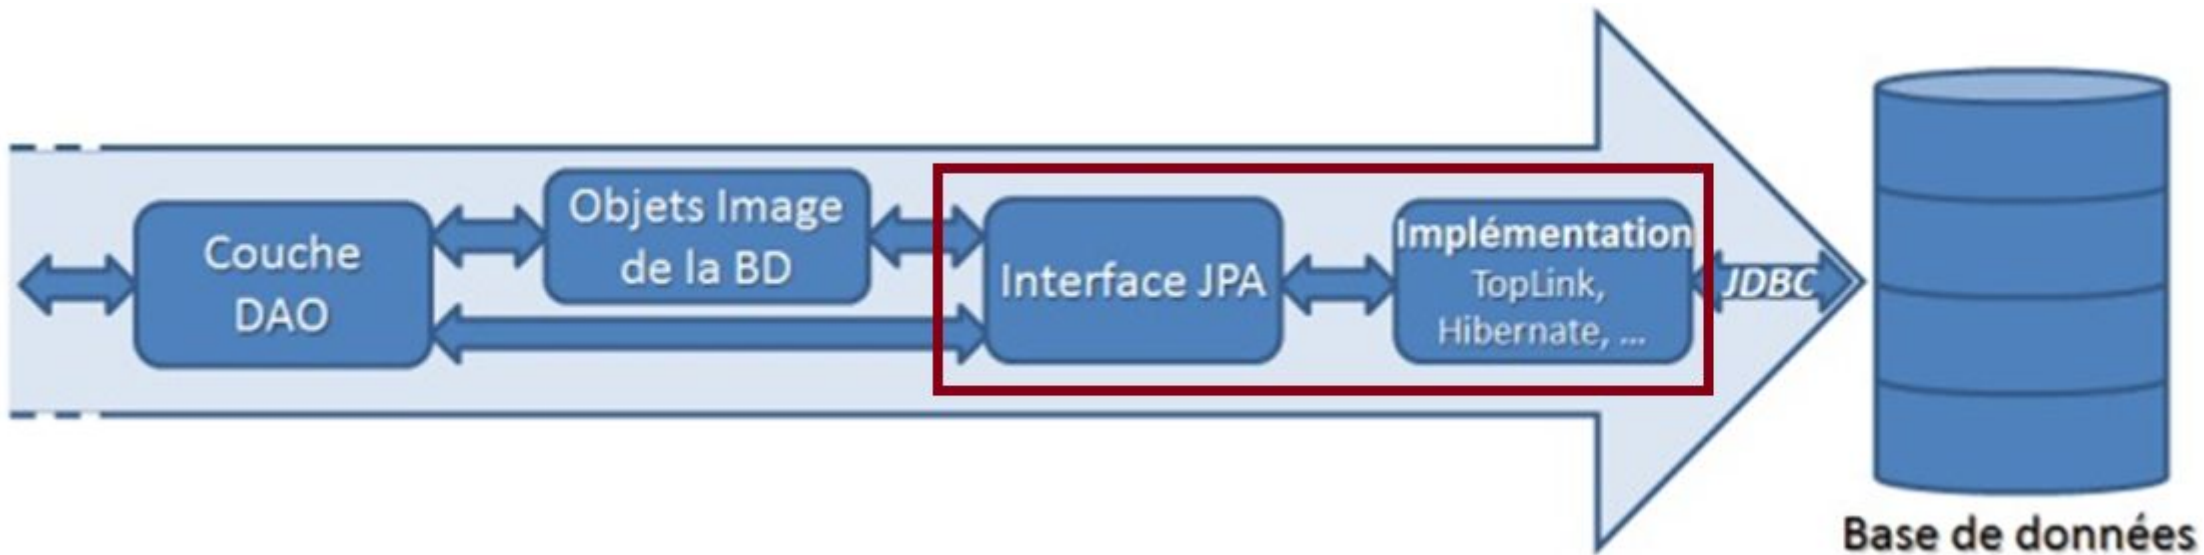 Couche
DAO
Objets Image
de la BD
Interface JPA
Implémentation
TopLink,
Hibernate, ...
JDBC
Base de données